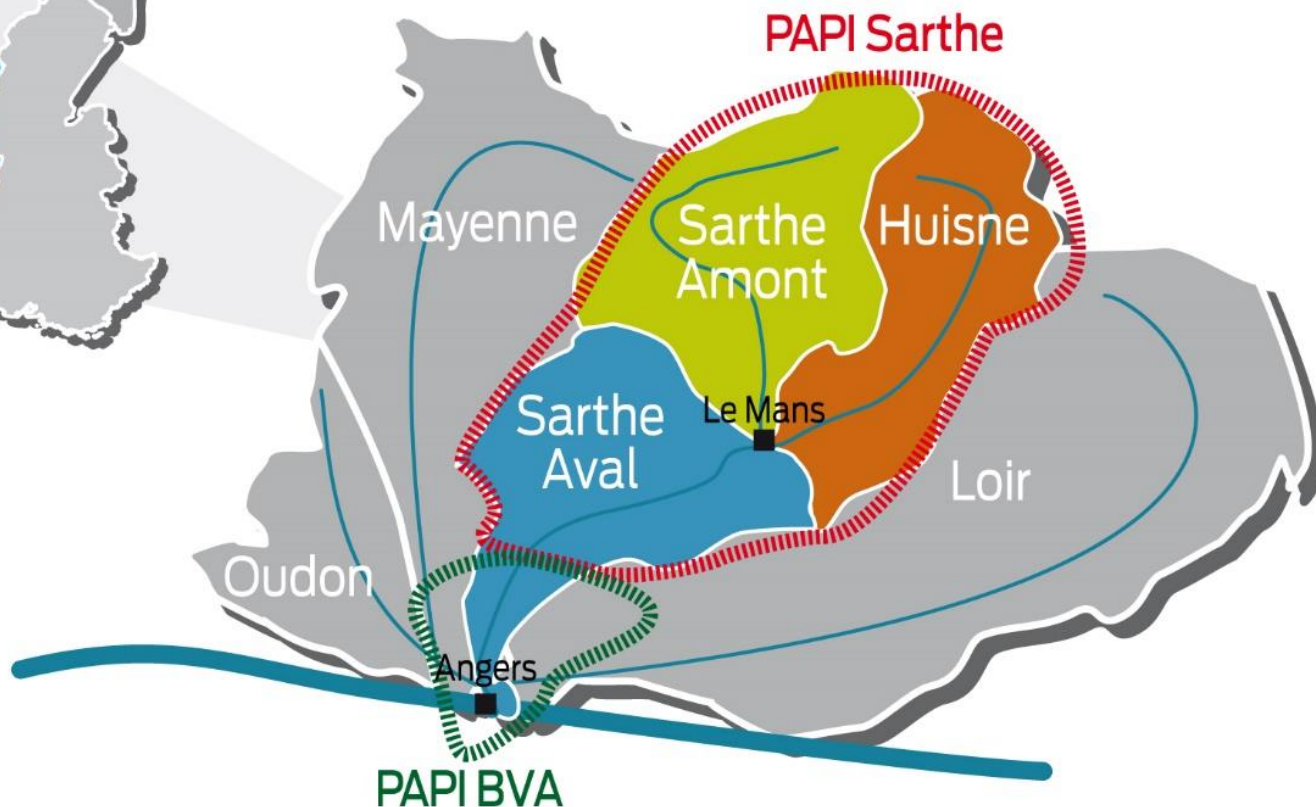 PAPI Sarthe
Mayenne
Sarthe
Amont
Huisne
Sarthe
Aval
Le Mans
Loir
Oudon
Angers
PAPI BVA